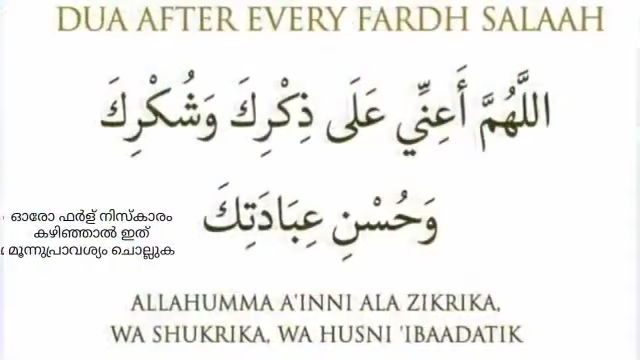 DUA AFTER EVERY FARDH SALAAH
اللَّهُمَّ أَعِنِّي عَلَى ذِكْرِكَ وَشُكْرِكَ
وَحُسْنِ عِبَادَتِكَ
ഓരോ ഫർള് നിസ്കാരം
കഴിഞ്ഞാൽ ഇത്
മൂന്നുപ്രാവശ്യം ചൊല്ലുക
ALLAHUMMA A'INNI ALA ZIKRIKA,
WA SHUKRIKA, WA HUSNI 'IBAADATIK